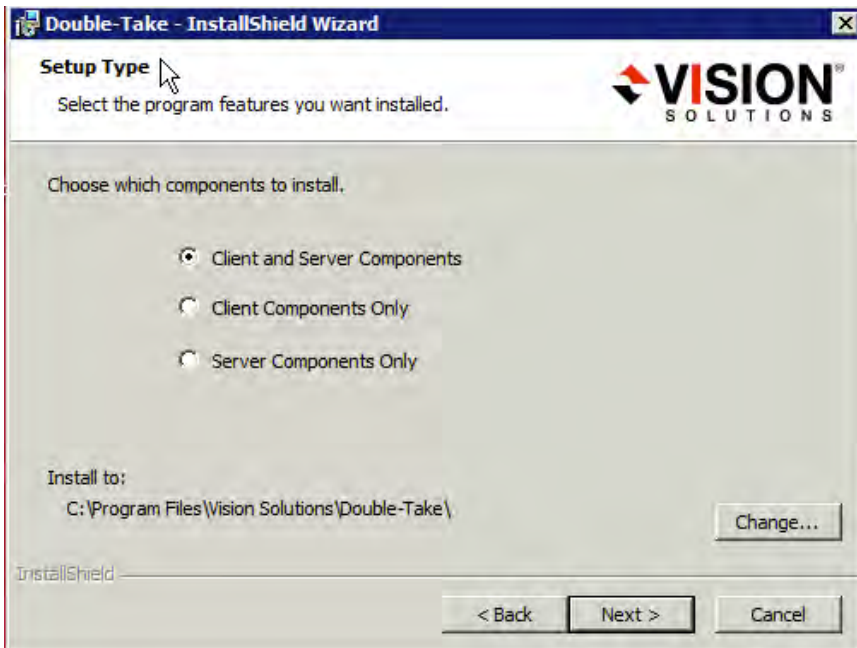 Double-Take - InstallShield Wizard
Setup Type
Select the program features you want installed.
VISION®
SOLUTIONS
Choose which components to install.
Client and Server Components
Client Components Only
Server Components Only
Install to:
C:\Program Files\Vision Solutions\Double-Take\
Change...
InstallShield
< Back
Next >
Cancel